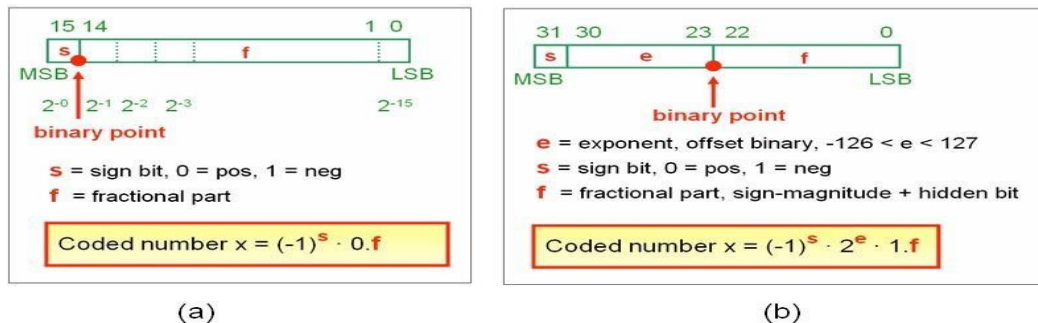 15 14 1 0
s f
MSB LSB
2-0 2-1 2-2 2-3 2-15
binary point
s = sign bit, 0 = pos, 1 = neg
f = fractional part
Coded number x = (-1)s · 0.f
(a)
31 30 23 22 0
s e f
MSB LSB
binary point
e = exponent, offset binary, -126 < e < 127
s = sign bit, 0 = pos, 1 = neg
f = fractional part, sign-magnitude + hidden bit
Coded number x = (-1)s · 2e · 1.f
(b)